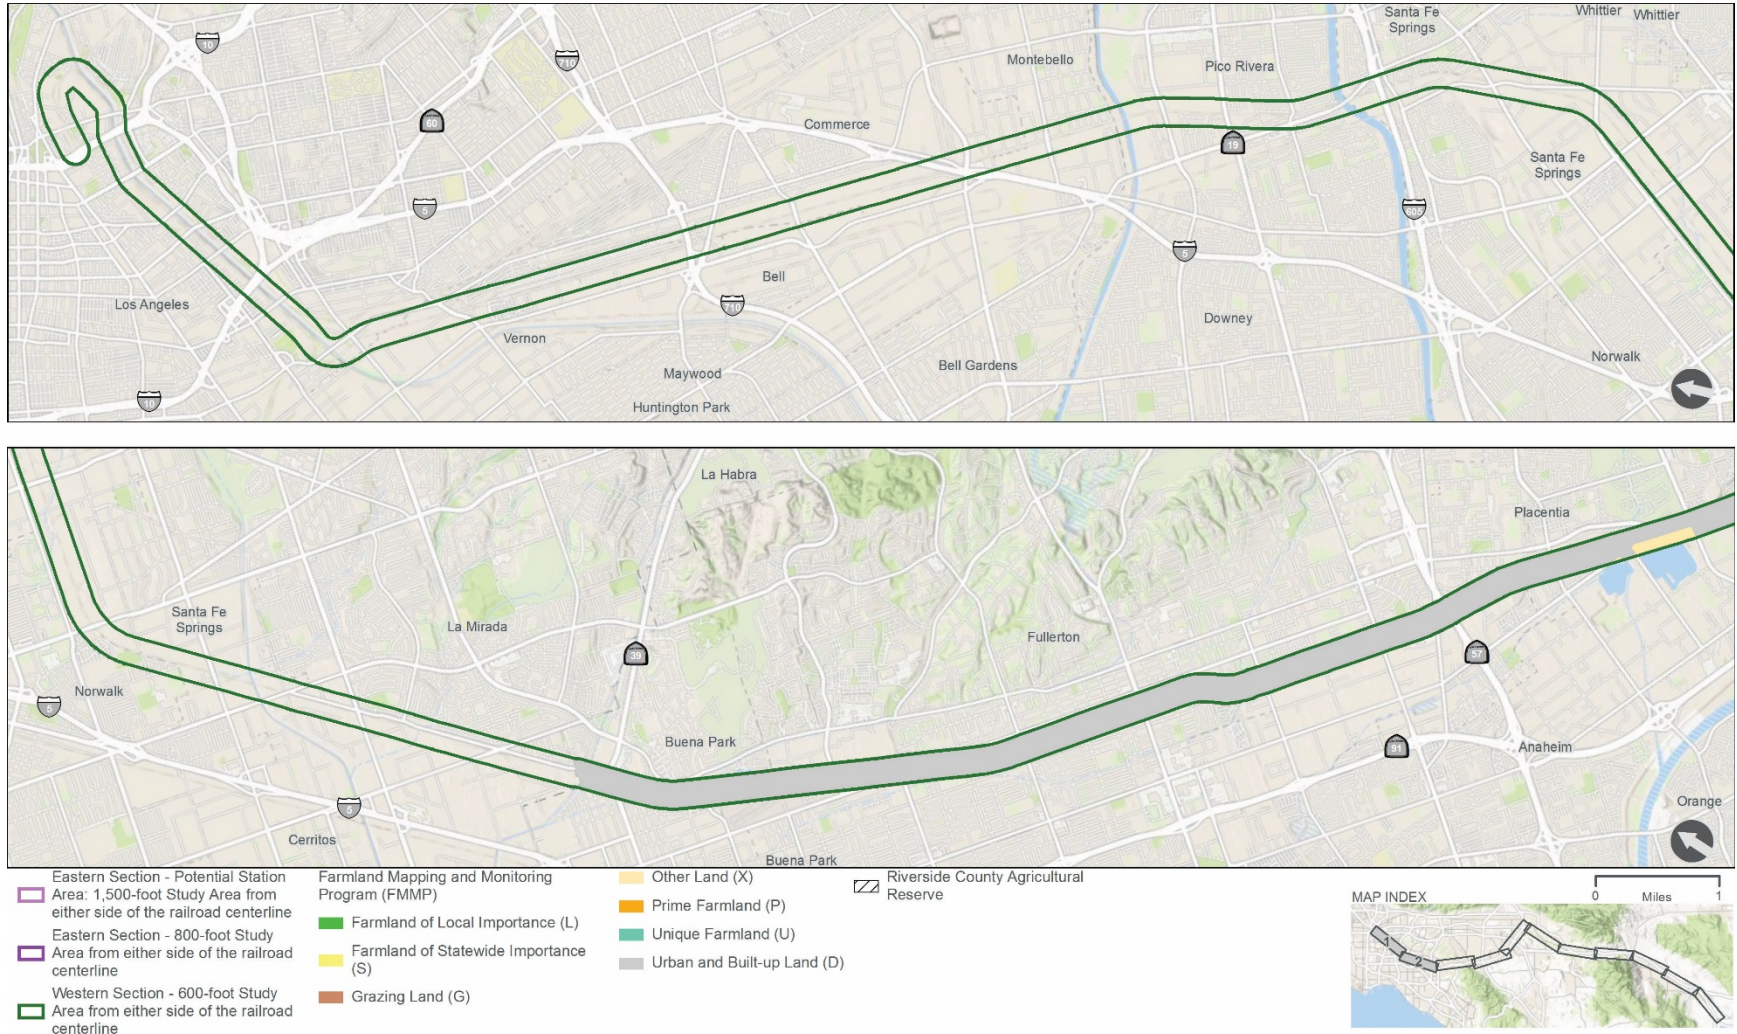 Santa Fe
Springs
Whittier
Whittier
10
710
Montebello
Pico Rivera
60
Commerce
19
Santa Fe
Springs
5
605
5
Bell
Los Angeles
710
Vernon
Downey
Norwalk
Bell Gardens
Maywood
10
Huntington Park
La Habra
Placentia
Santa Fe
Springs
La Mirada
Fullerton
39
57
Norwalk
5
Buena Park
91
Anaheim
5
Orange
Cerritos
Buena Park
Eastern Section - Potential Station
Area: 1,500-foot Study Area from
either side of the railroad centerline
Eastern Section - 800-foot Study
Area from either side of the railroad
centerline
Western Section - 600-foot Study
Area from either side of the railroad
centerline
Farmland Mapping and Monitoring
Program (FMMP)
Farmland of Local Importance (L)
Farmland of Statewide Importance
(S)
Grazing Land (G)
Other Land (X)
Prime Farmland (P)
Unique Farmland (U)
Urban and Built-up Land (D)
Riverside County Agricultural
Reserve
MAP INDEX
0 Miles 1
1
2